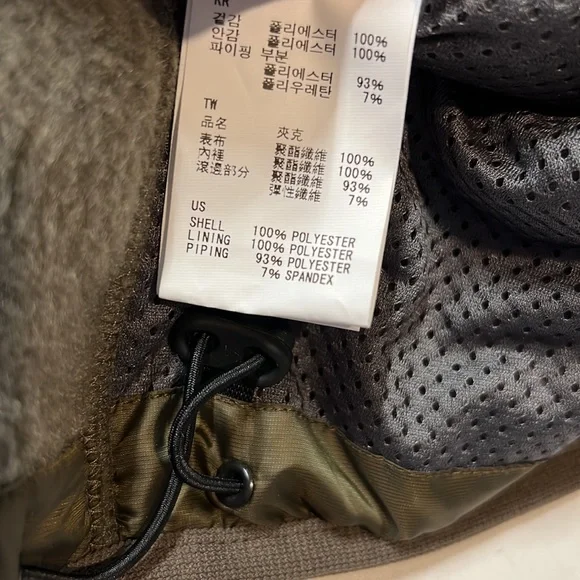 KR
겉감 폴리에스터 100%
안감 폴리에스터 100%
파이핑 부분
폴리에스터 93%
폴리우레탄 7%
TW
品名 夾克
表布 聚酯纖維 100%
內裡 聚酯纖維 100%
滾邊部分 聚酯纖維 93%
彈性纖維 7%
US
SHELL 100% POLYESTER
LINING 100% POLYESTER
PIPING 93% POLYESTER
7% SPANDEX